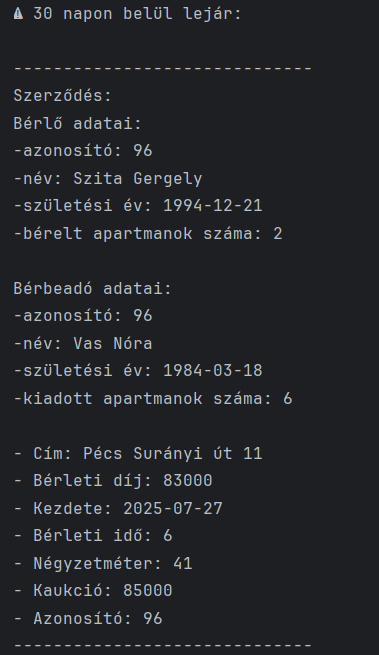 ⚠ 30 napon belül lejár:
------------------------------
Szerződés:
Bérlő adatai:
-azonosító: 96
-név: Szita Gergely
-születési év: 1994-12-21
-bérelt apartmanok száma: 2
Bérbeadó adatai:
-azonosító: 96
-név: Vas Nóra
-születési év: 1984-03-18
-kiadott apartmanok száma: 6
- Cím: Pécs Surányi út 11
- Bérleti díj: 83000
- Kezdete: 2025-07-27
- Bérleti idő: 6
- Négyzetméter: 41
- Kaukció: 85000
- Azonosító: 96
------------------------------